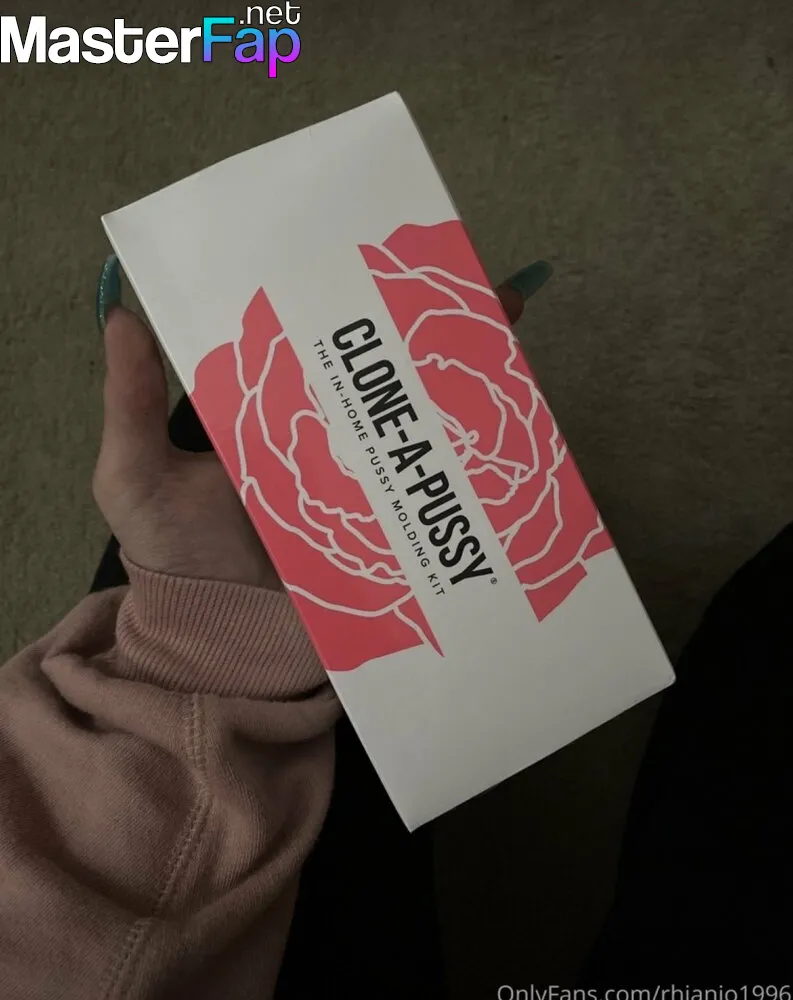 .net
MasterFap
CLONE-A-PUSSY®
THE IN-HOME PUSSY MOLDING KIT
OnlyFans.com/rhianjo1996